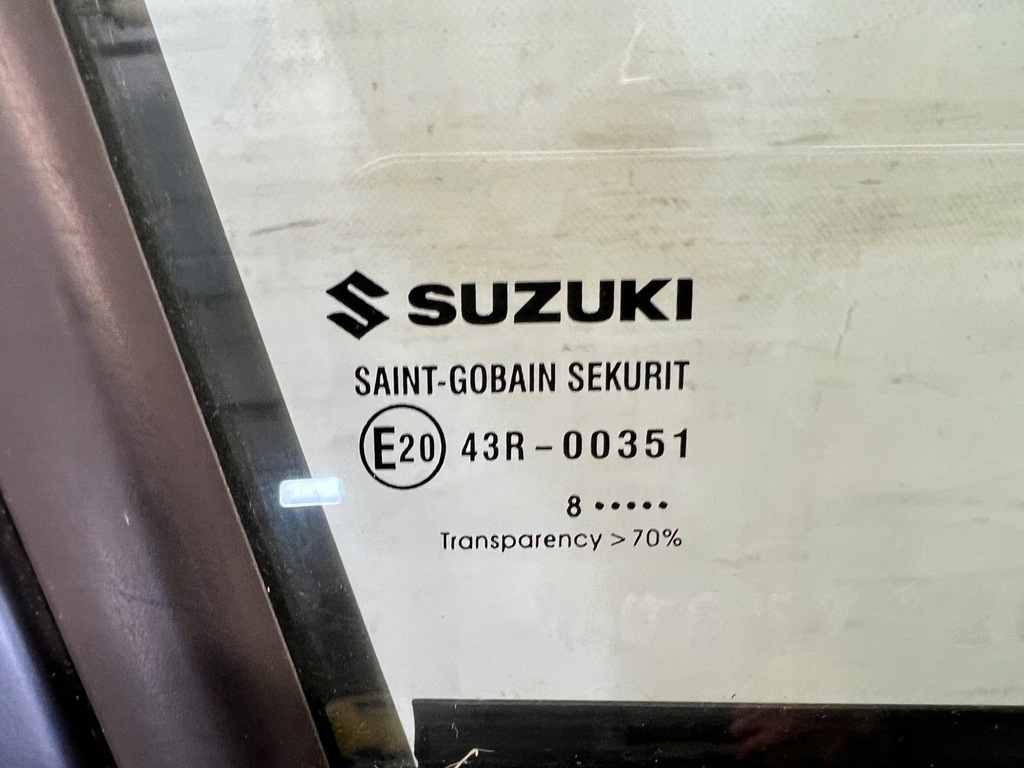 SUZUKI
SAINT-GOBAIN SEKURIT
E20 43R-00351
8 •••••
Transparency > 70%